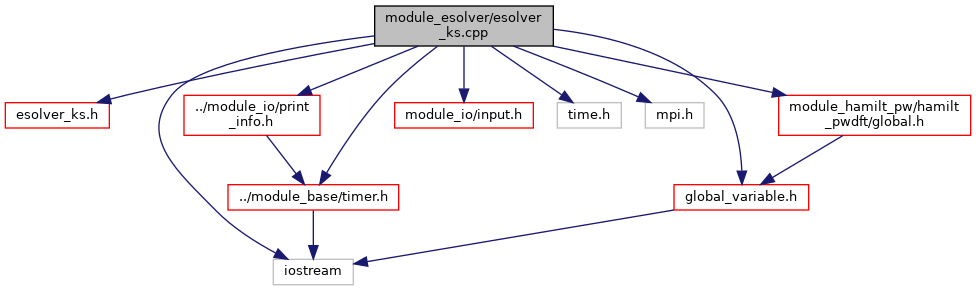 module_esolver/esolver
_ks.cpp
esolver_ks.h
../module_io/print
_info.h
module_io/input.h
time.h
mpi.h
module_hamilt_pw/hamilt
_pwdft/global.h
../module_base/timer.h
global_variable.h
iostream